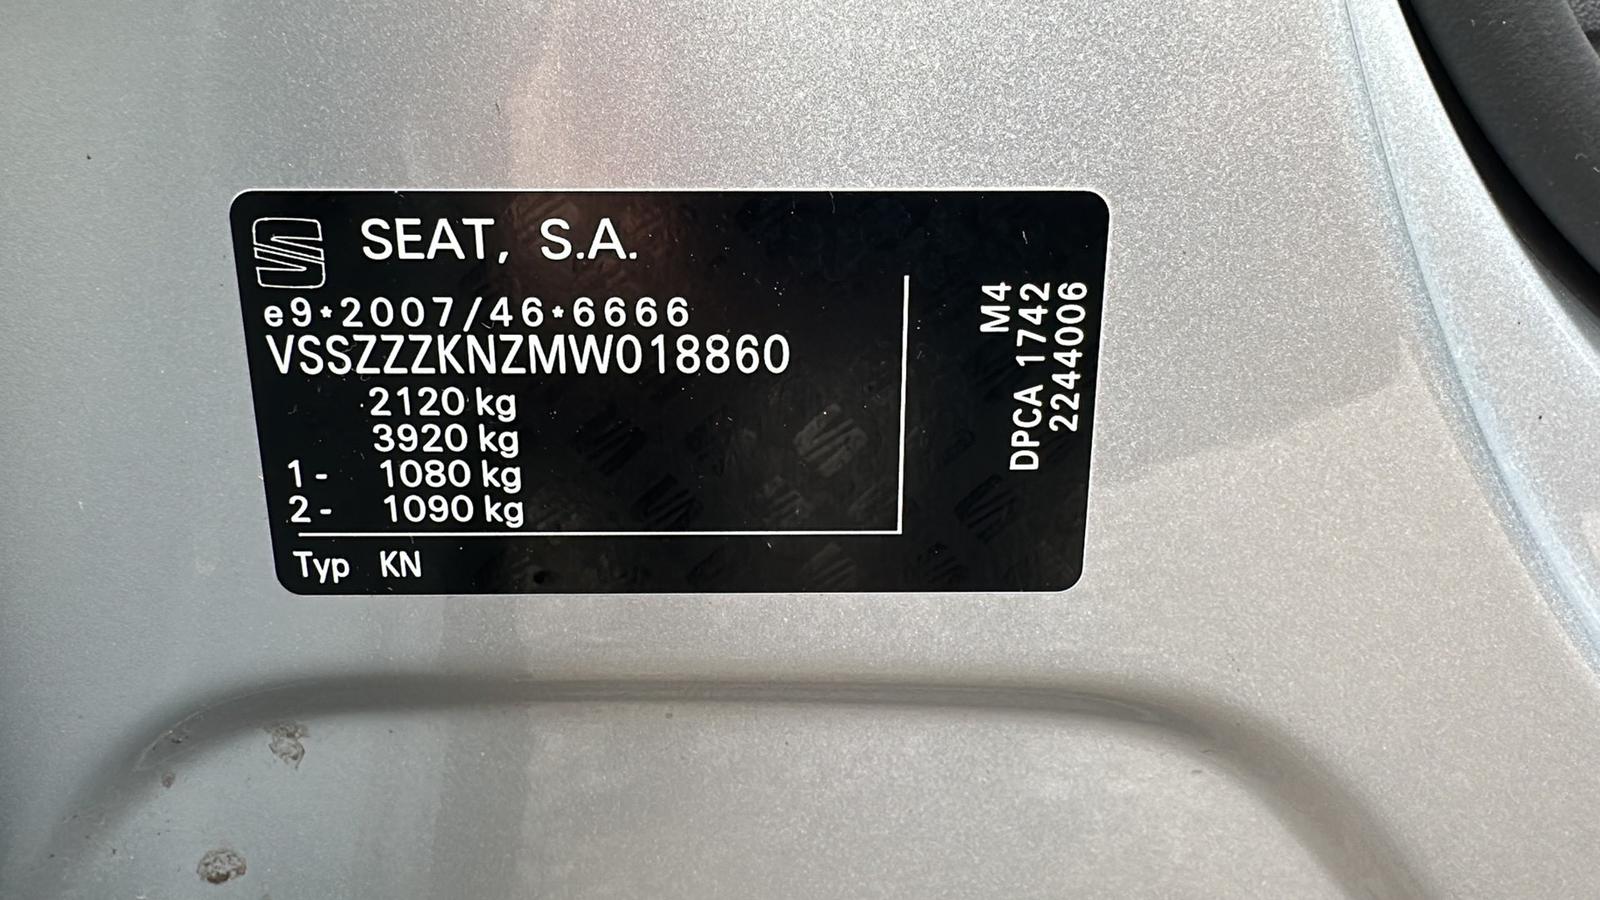 SEAT, S.A.
e9*2007/46*6666
VSSZZZKNZMW018860
2120 kg
3920 kg
1- 1080 kg
2- 1090 kg
Typ KN
M4
DPCA 1742
2244006